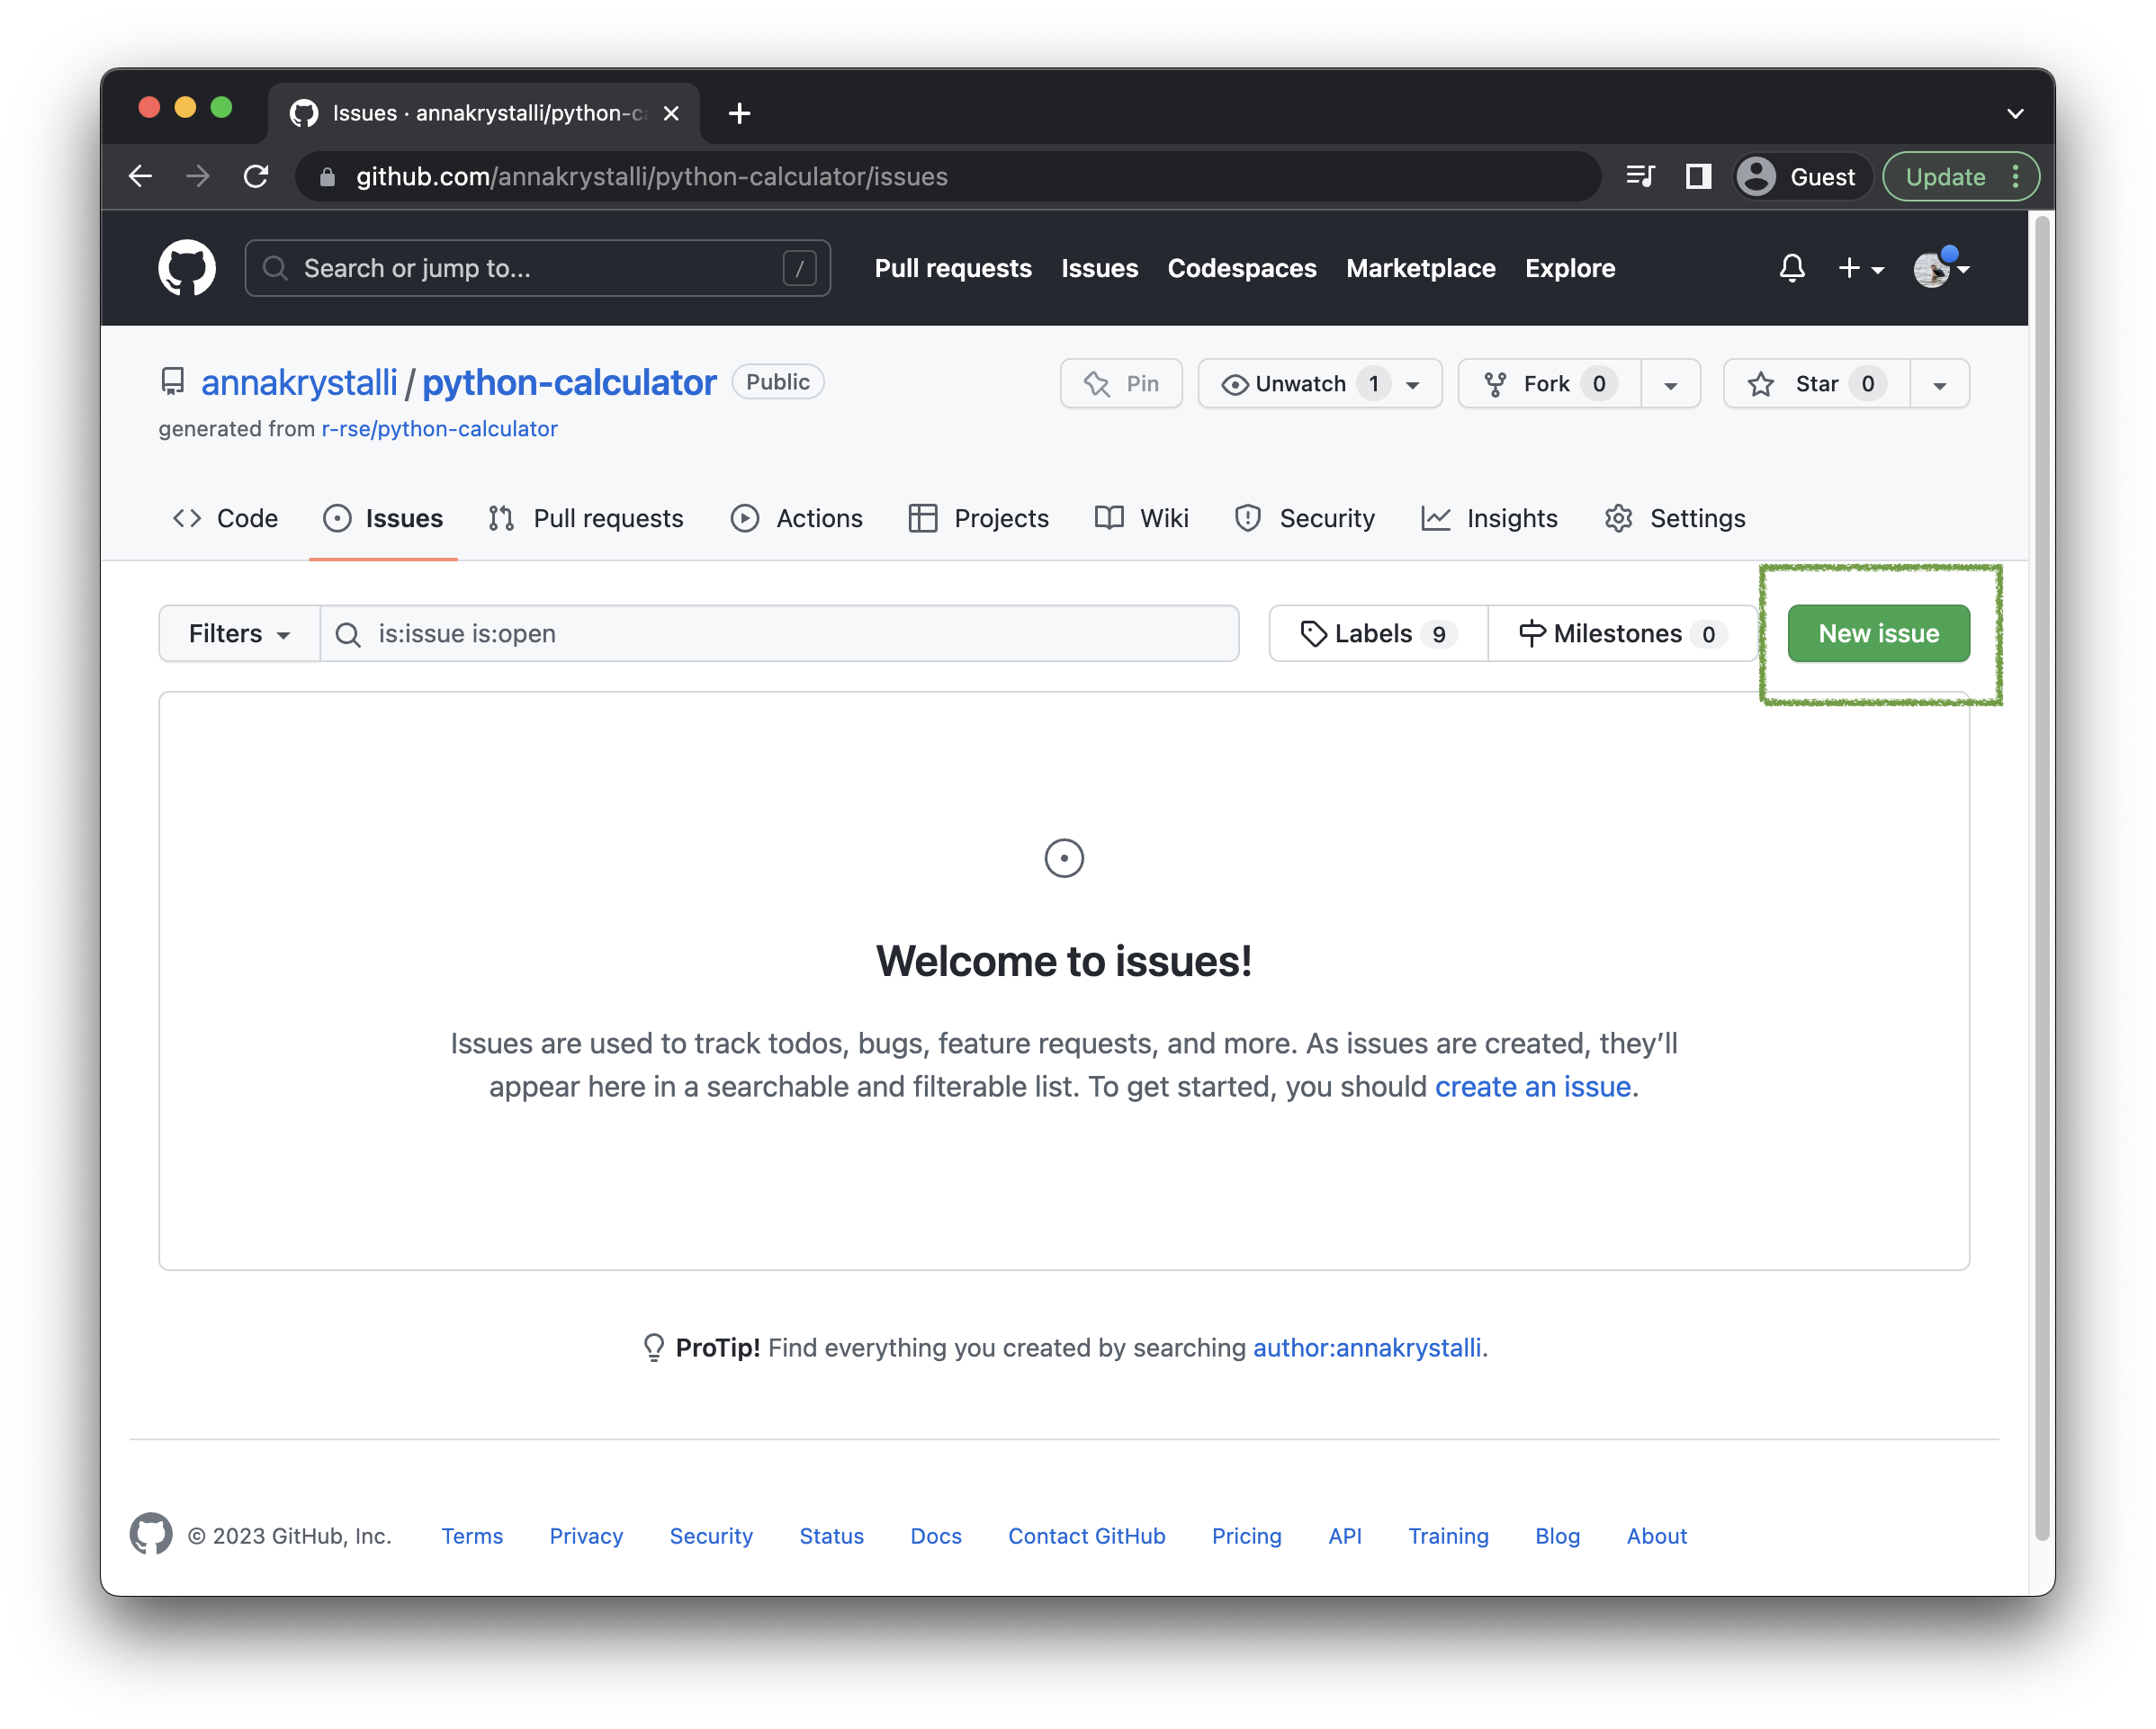 Issues · annakrystalli/python-c
github.com/annakrystalli/python-calculator/issues
Guest
Update
Search or jump to... /
Pull requests Issues Codespaces Marketplace Explore
annakrystalli / python-calculator Public
Pin Unwatch 1 Fork 0 Star 0
generated from r-rse/python-calculator
Code Issues Pull requests Actions Projects Wiki Security Insights Settings
Filters is:issue is:open Labels 9 Milestones 0 New issue
Welcome to issues!
Issues are used to track todos, bugs, feature requests, and more. As issues are created, they’ll
appear here in a searchable and filterable list. To get started, you should create an issue.
ProTip! Find everything you created by searching author:annakrystalli.
© 2023 GitHub, Inc. Terms Privacy Security Status Docs Contact GitHub Pricing API Training Blog About